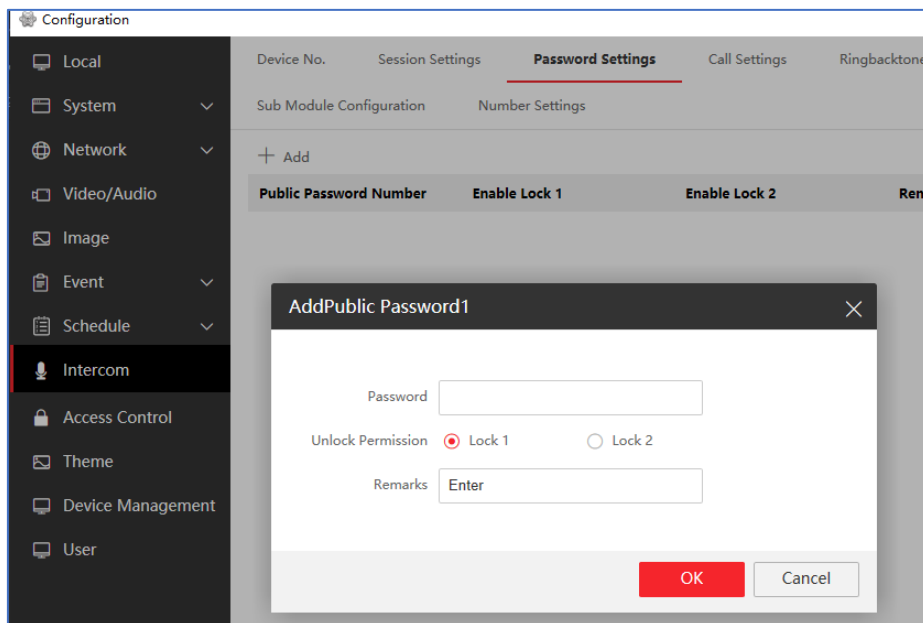 Configuration
Local
System
Network
Video/Audio
Image
Event
Schedule
Intercom
Access Control
Theme
Device Management
User
Device No. Session Settings Password Settings Call Settings Ringbacktone
Sub Module Configuration Number Settings
Add
Public Password Number Enable Lock 1 Enable Lock 2 Rem
AddPublic Password1
Password
Unlock Permission Lock 1 Lock 2
Remarks Enter
OK Cancel